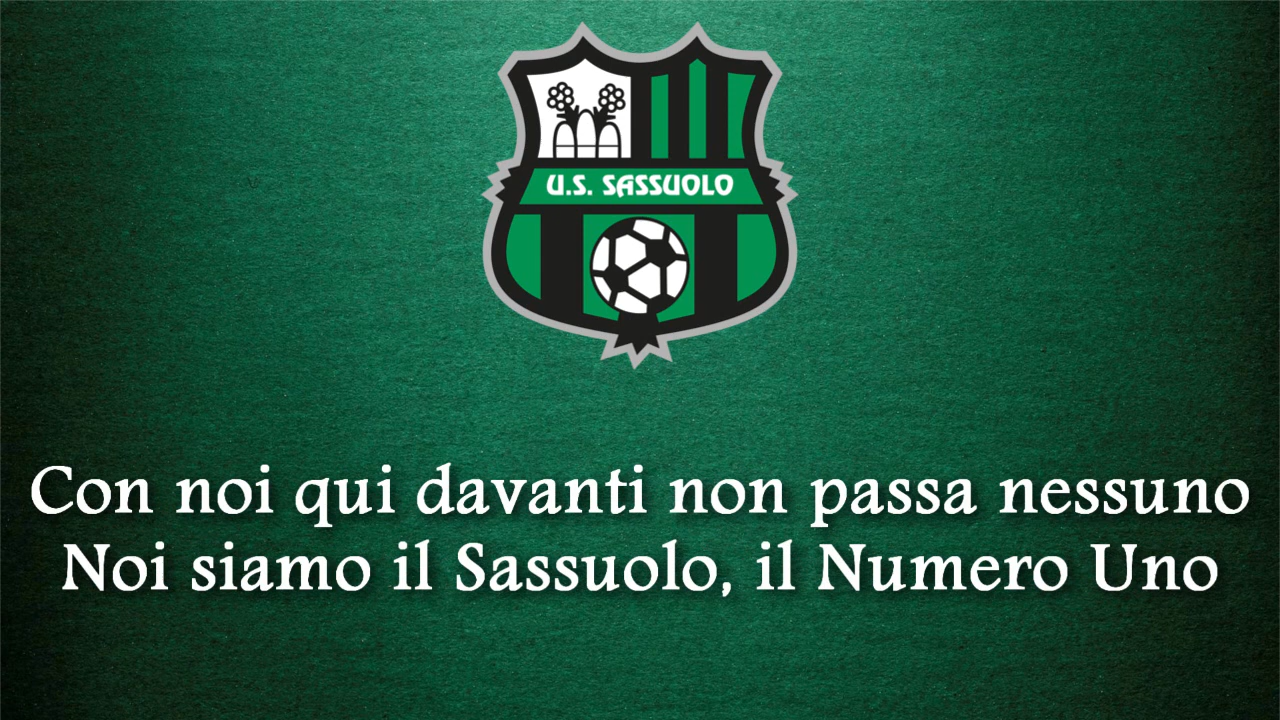 U.S. SASSUOLO
Con noi qui davanti non passa nessuno
Noi siamo il Sassuolo, il Numero Uno